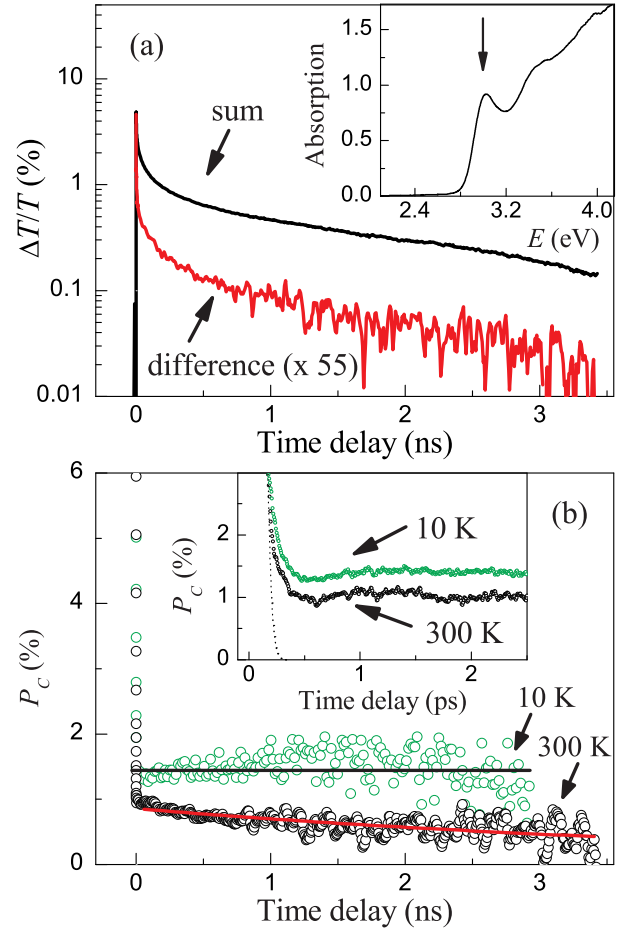 (a)
sum
difference (x 55)
ΔT/T (%)
10
1
0.1
0.01
0
1
2
3
Time delay (ns)
Absorption
1.5
1.0
0.5
0.0
2.4
3.2
4.0
E (eV)
(b)
P_C (%)
6
4
2
0
0
1
2
3
Time delay (ns)
10 K
300 K
P_C (%)
2
1
0
0
1
2
Time delay (ps)
10 K
300 K